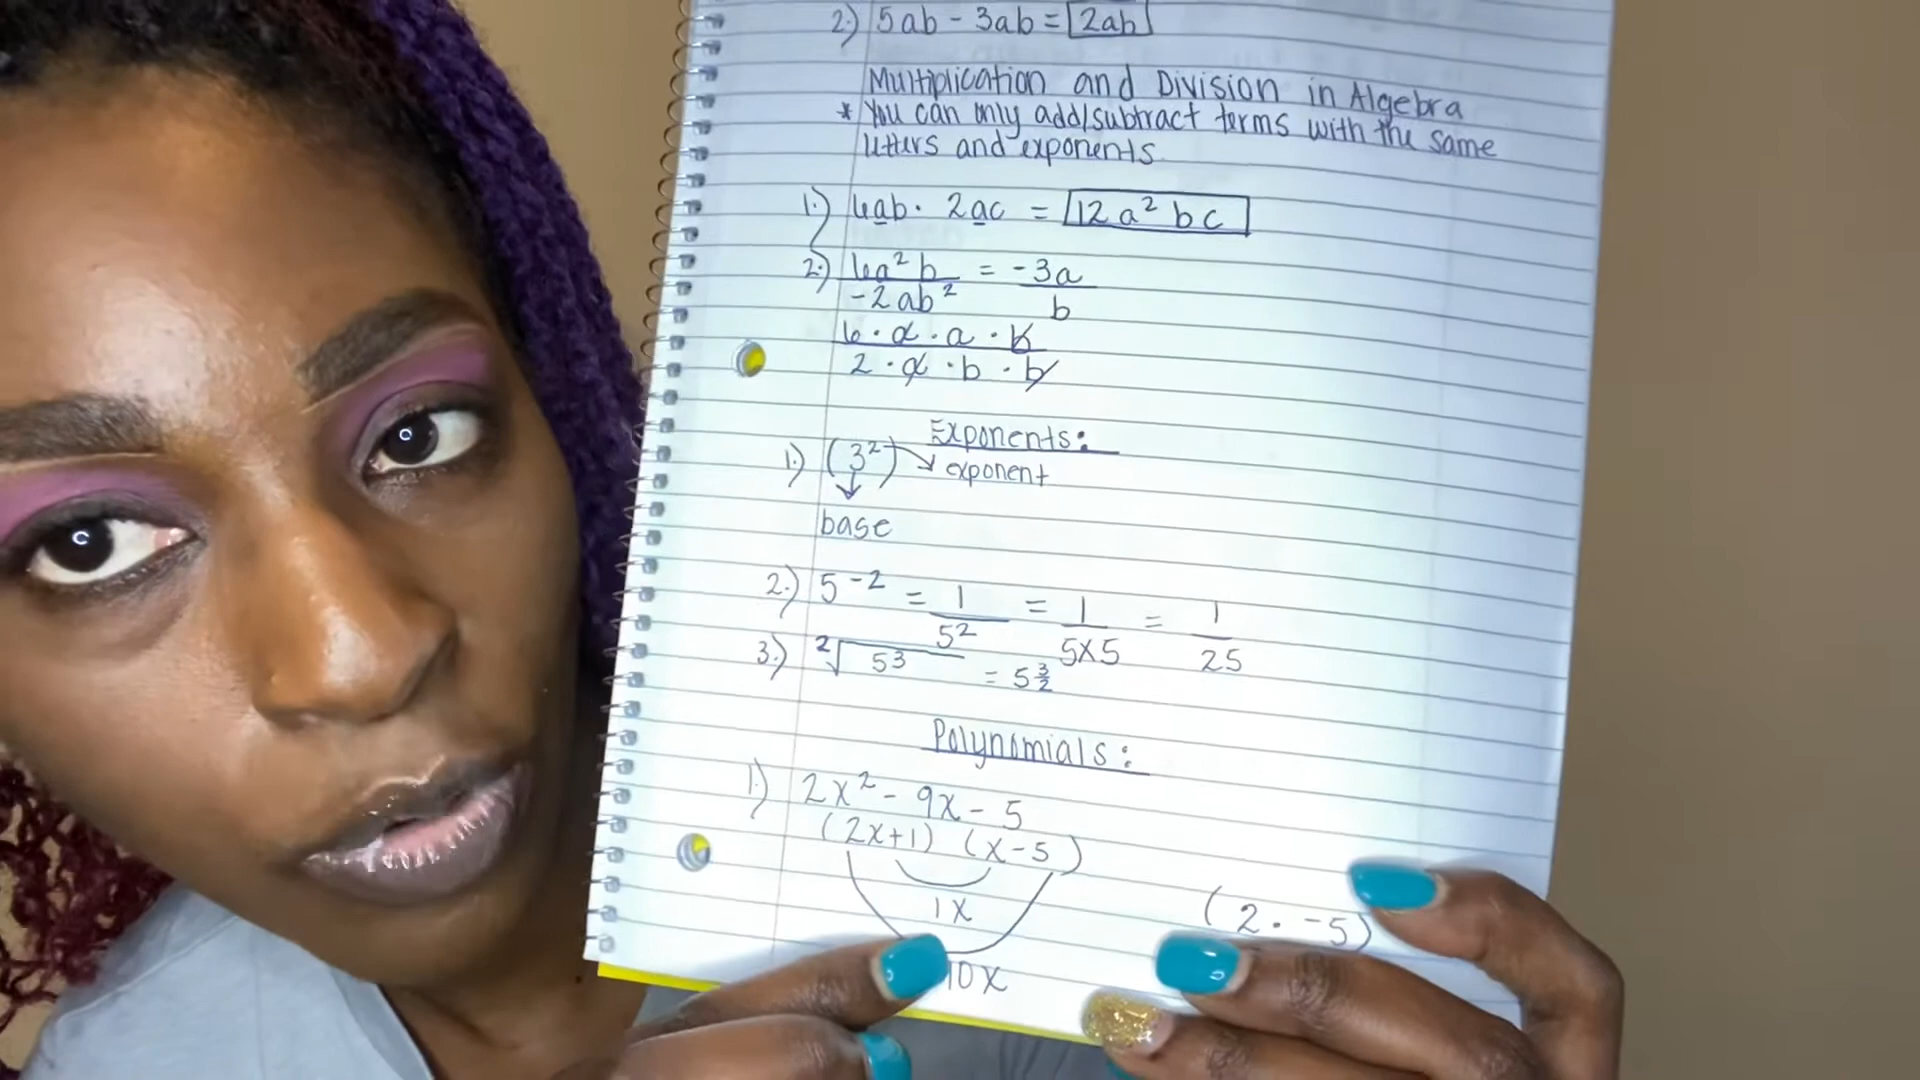 2.) 5ab - 3ab = 2ab
Multiplication and Division in Algebra
* You can only add/subtract terms with the same
letters and exponents
1.) 6ab · 2ac = 12a² bc
2.) 6a² b / -2ab² = -3a / b
6 · a · a · b
2 · a · b · b
Exponents:
1.) (3²) → exponent
base
2.) 5⁻² = 1/5² = 1/5x5 = 1/25
3.) ²√5³ = 5 3/2
Polynomials:
1.) 2x² - 9x - 5
(2x+1) (x-5)
1x
(2 · -5)
10x